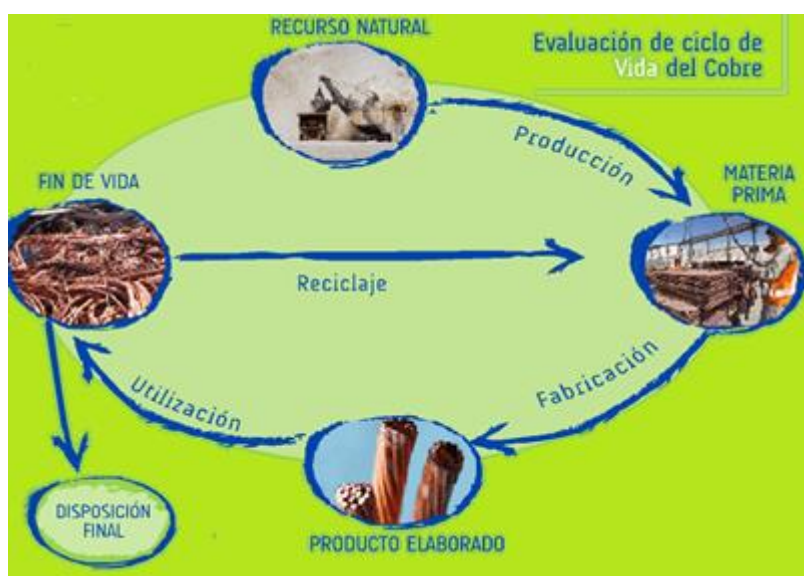 RECURSO NATURAL
Evaluación de ciclo de
Vida del Cobre
Producción
FIN DE VIDA
MATERIA
PRIMA
Reciclaje
Fabricación
Utilización
DISPOSICIÓN
FINAL
PRODUCTO ELABORADO